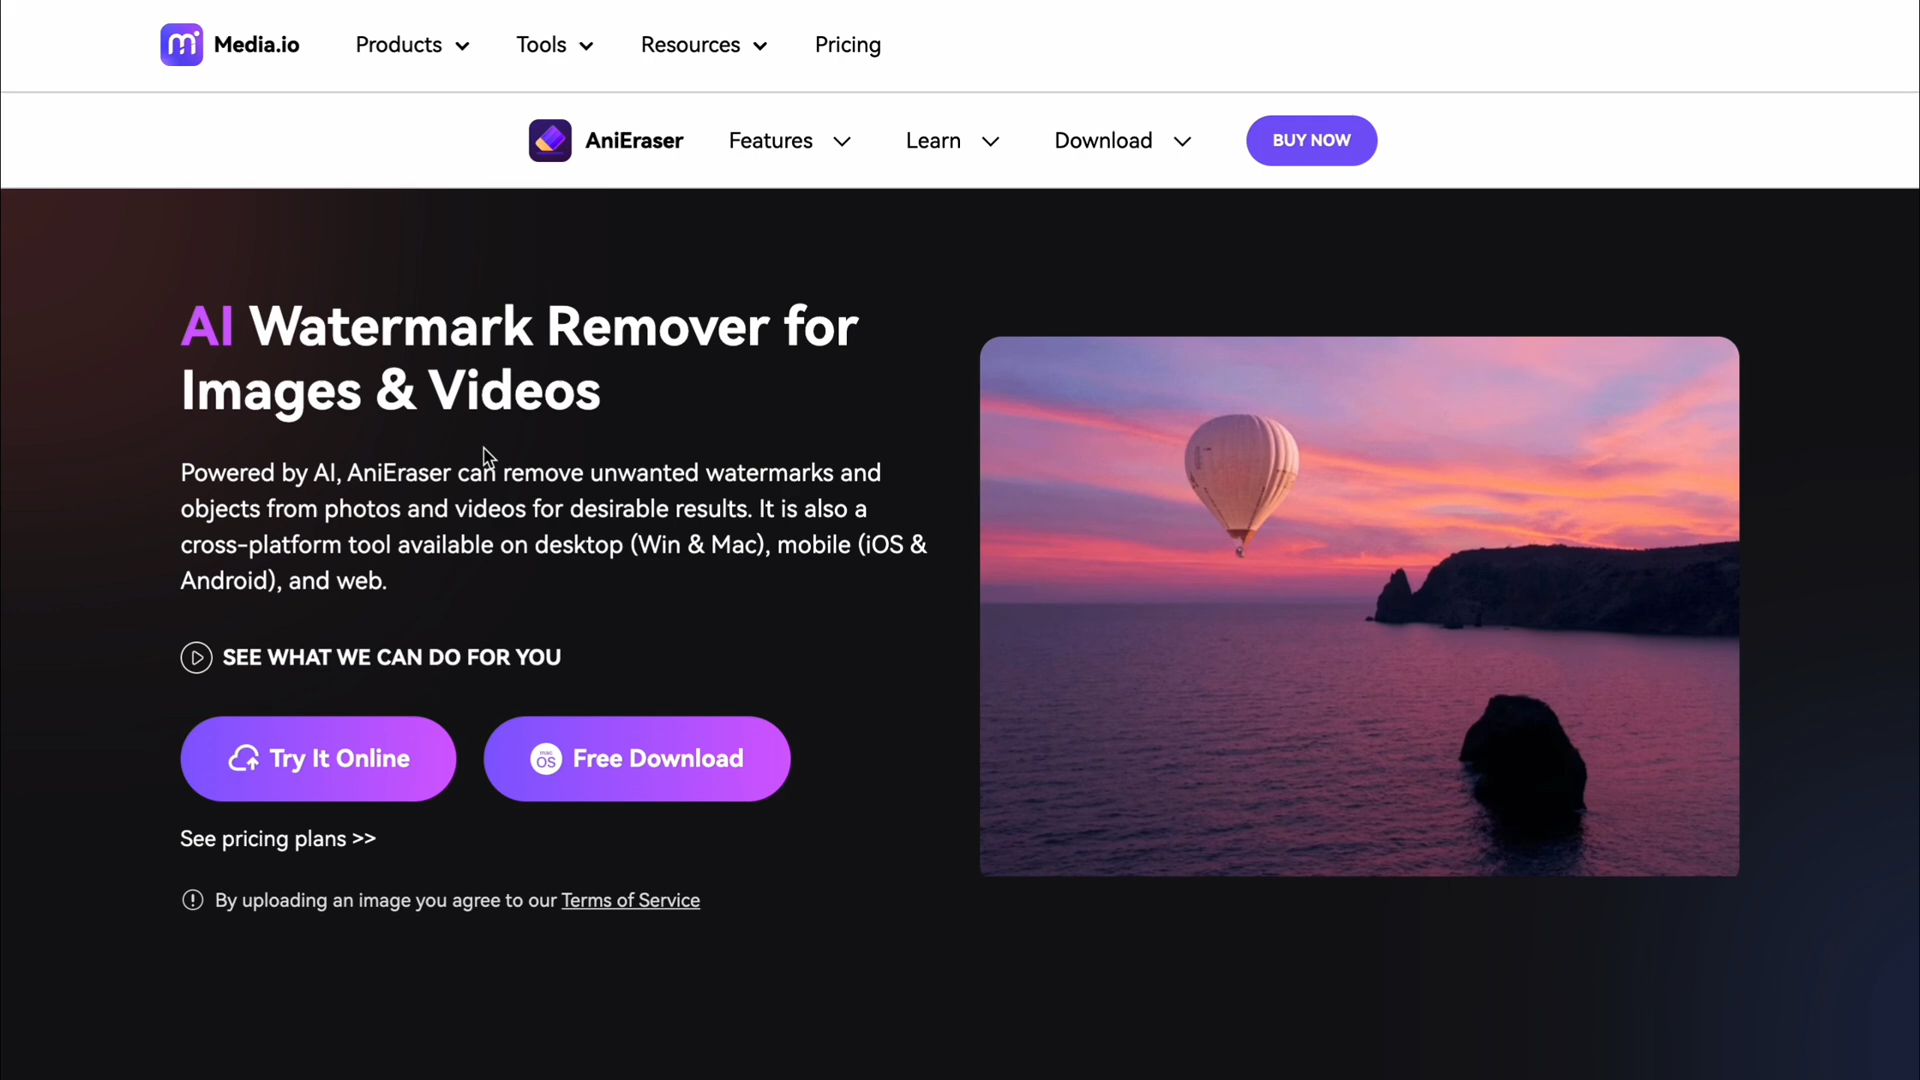 Media.io
Products
Tools
Resources
Pricing
AniEraser
Features
Learn
Download
BUY NOW
AI Watermark Remover for
Images & Videos
Powered by AI, AniEraser can remove unwanted watermarks and
objects from photos and videos for desirable results. It is also a
cross-platform tool available on desktop (Win & Mac), mobile (iOS &
Android), and web.
SEE WHAT WE CAN DO FOR YOU
Try It Online
mac
OS
Free Download
See pricing plans >>
By uploading an image you agree to our Terms of Service